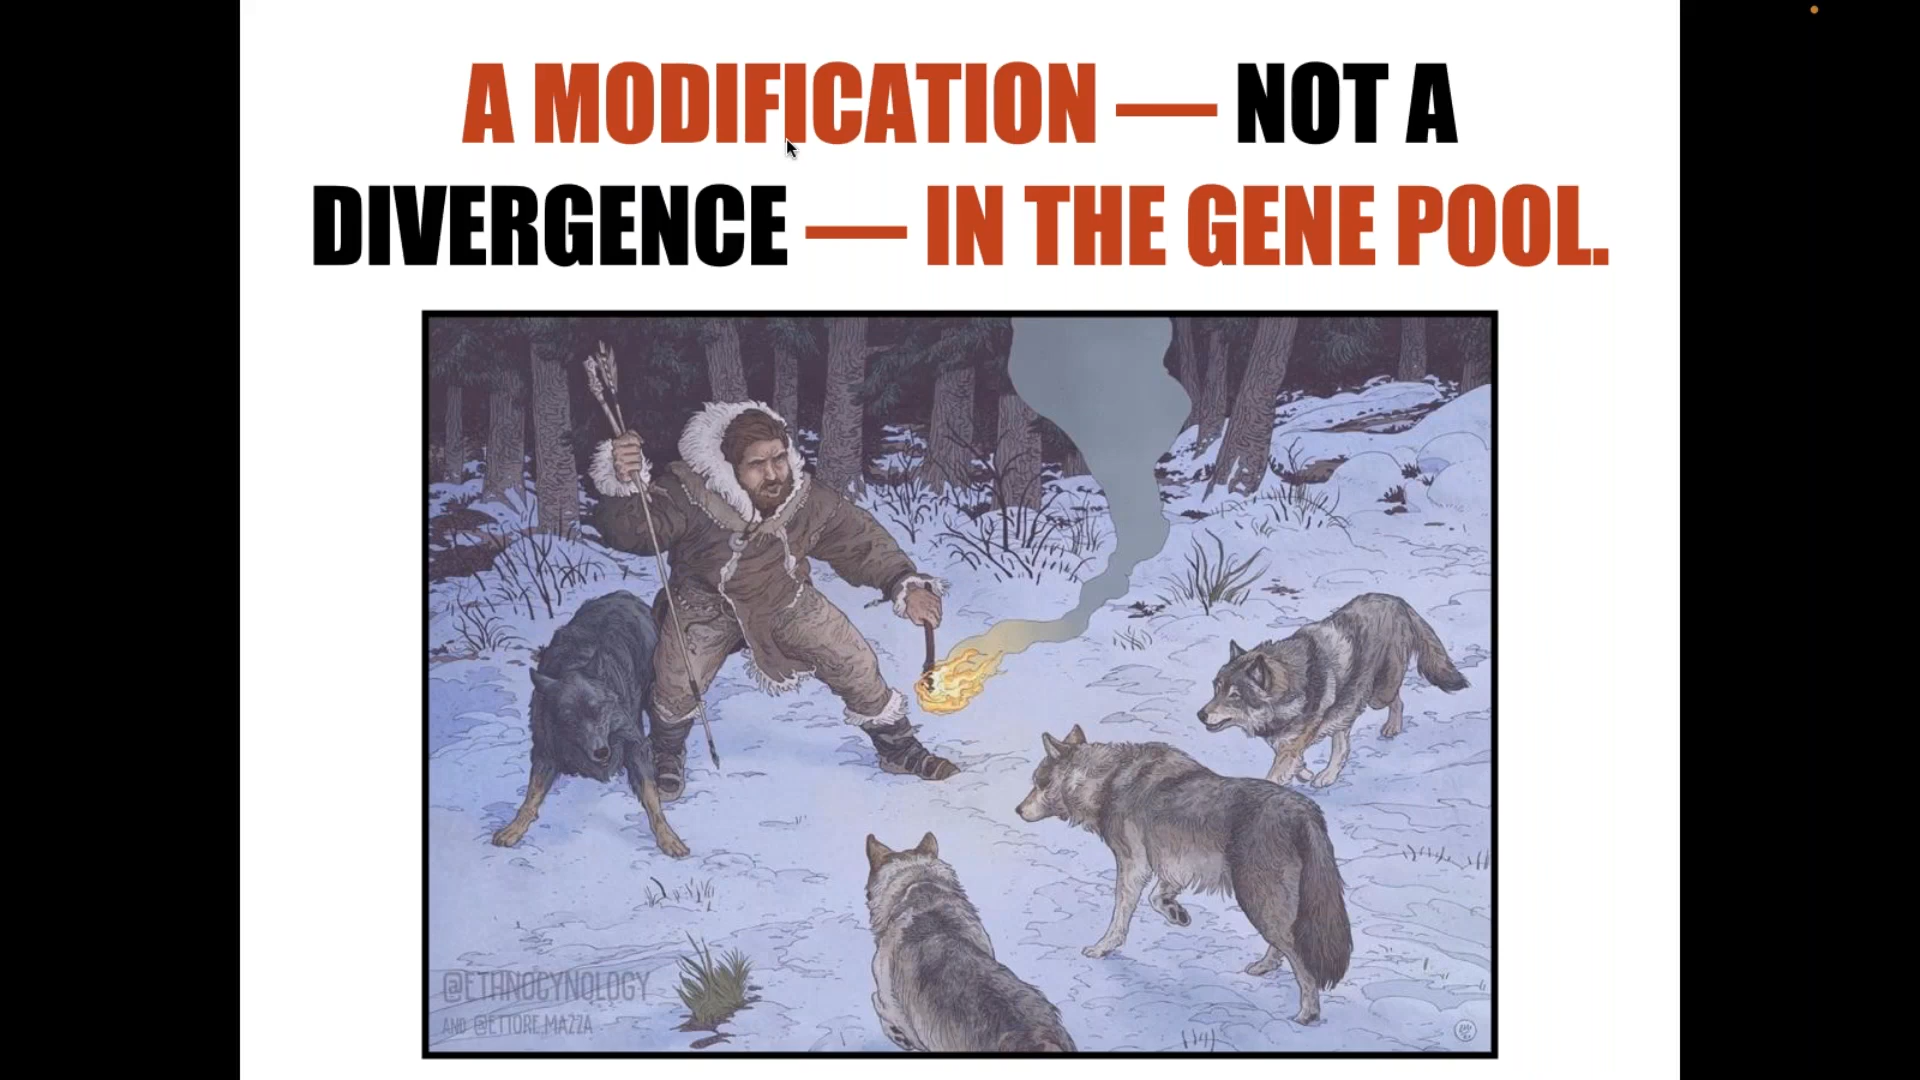 A MODIFICATION — NOT A
DIVERGENCE — IN THE GENE POOL.
@ETHNOCYNOLOGY
AND @ETTORE.MAZZA